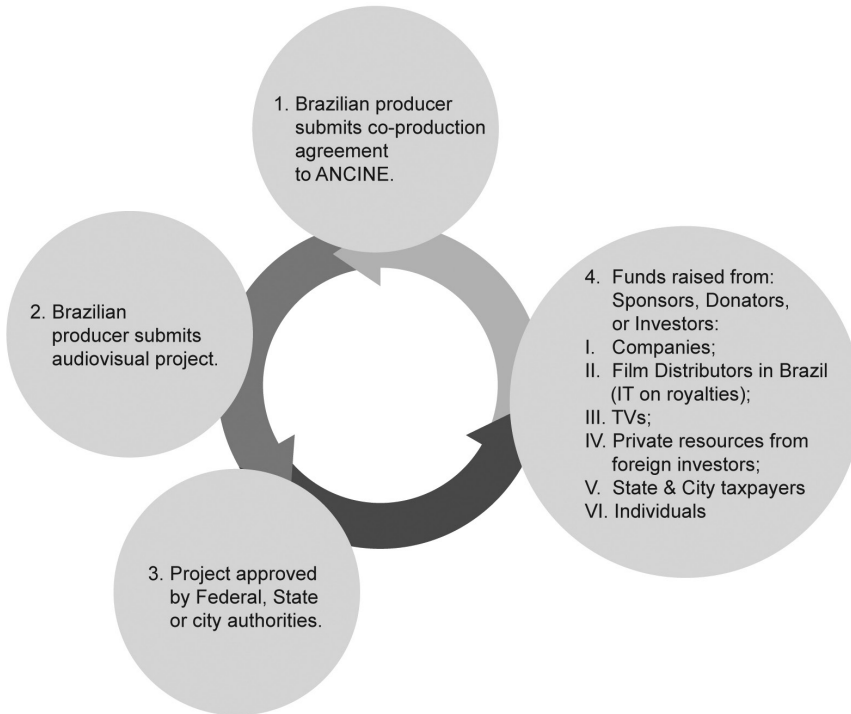 1. Brazilian producer
submits co-production
agreement
to ANCINE.
2. Brazilian
producer submits
audiovisual project.
3. Project approved
by Federal, State
or city authorities.
4. Funds raised from:
Sponsors, Donators,
or Investors:
I. Companies;
II. Film Distributors in Brazil
(IT on royalties);
III. TVs;
IV. Private resources from
foreign investors;
V. State & City taxpayers
VI. Individuals